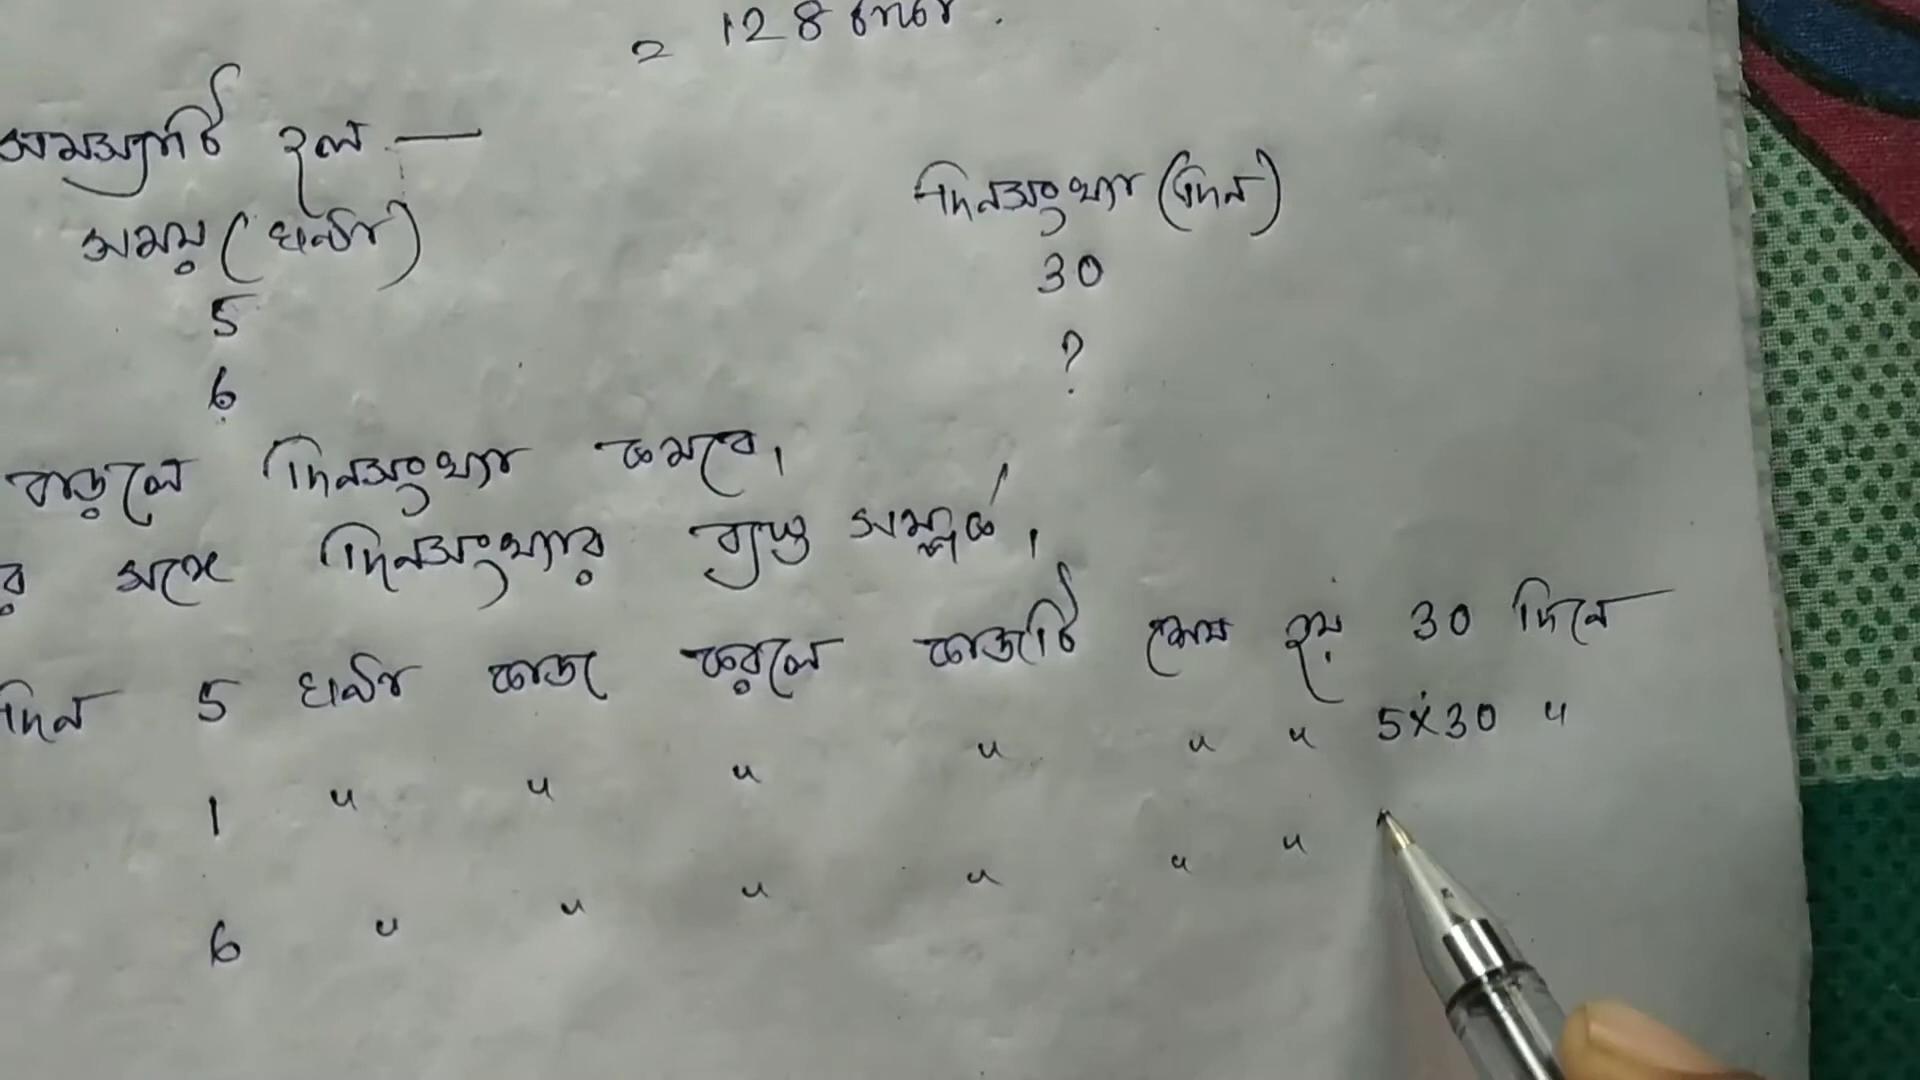 = 128 টাকা.
সমস্যাটি হল —
সময় (ঘন্টা) দিনসংখ্যা (দিন)
5 30
6 ?
বাড়লে দিনসংখ্যা কমবে।
র সঙ্গে দিনসংখ্যার ব্যস্ত সম্পর্ক।
দিন 5 ঘন্টা কাজ করলে কাজটি শেষ হয় 30 দিনে
1 " " " " " " 5×30 "
6 " " " " " "